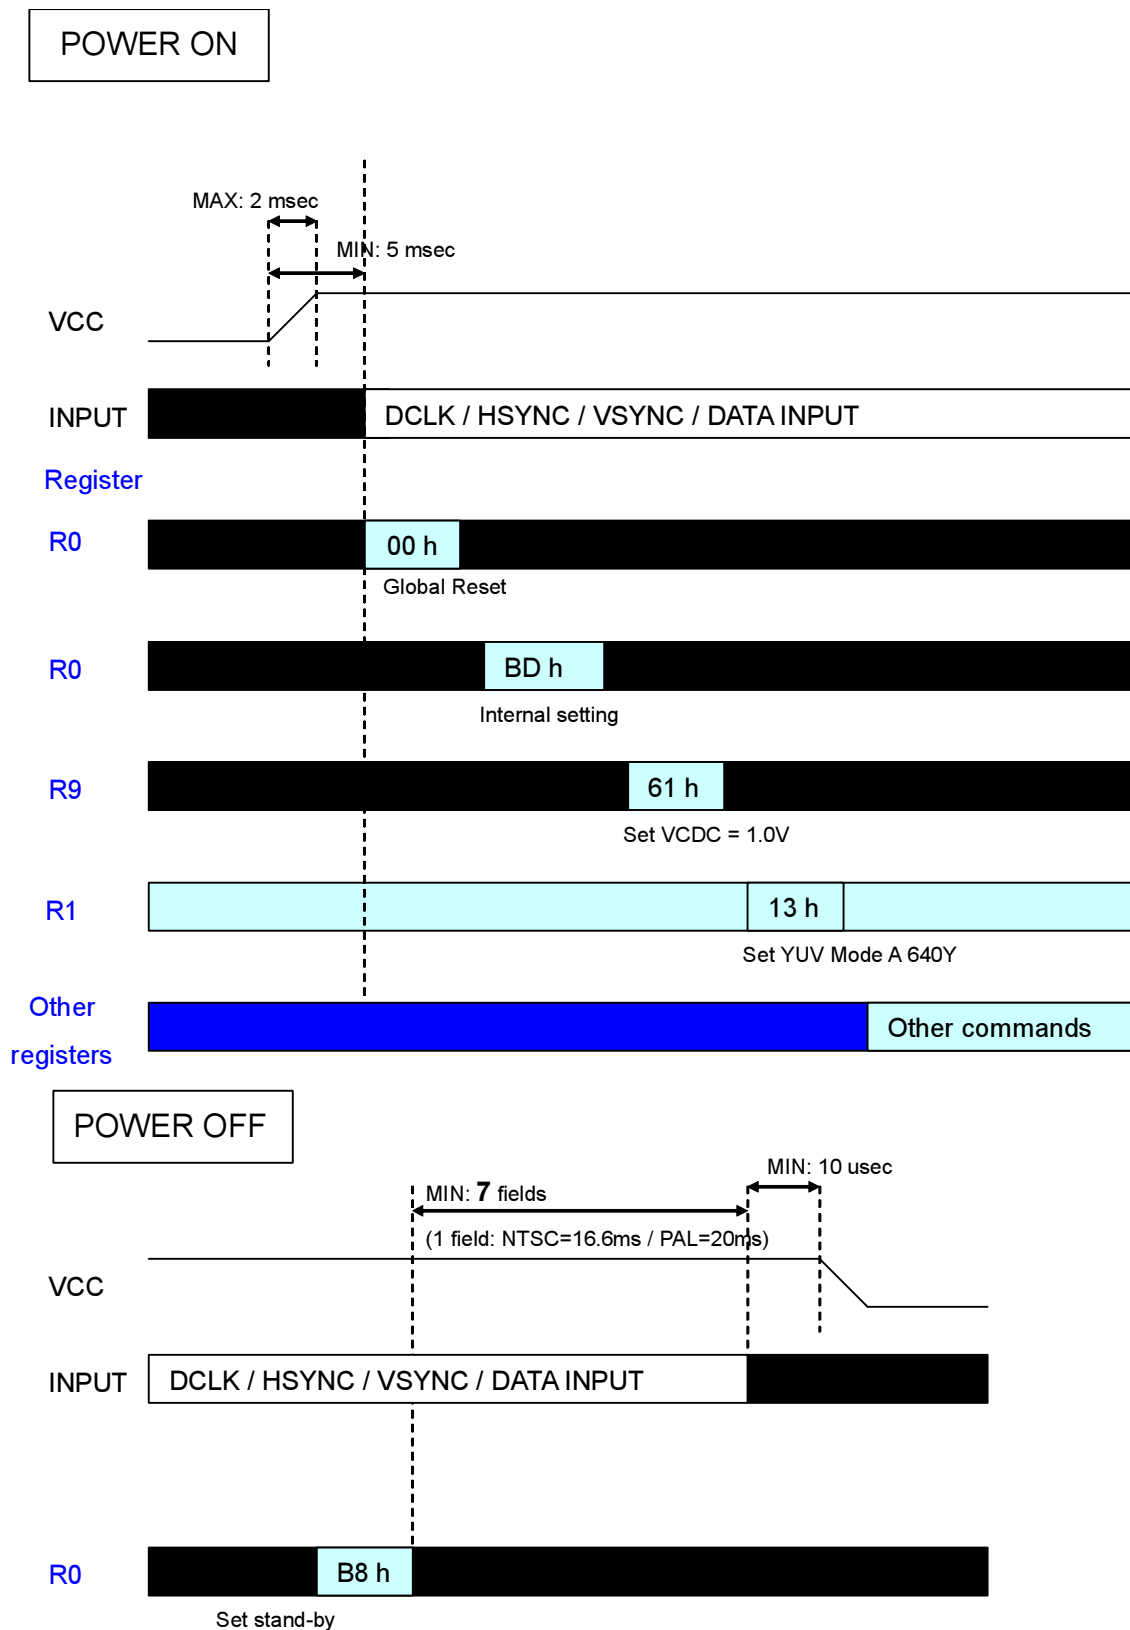 POWER ON
MAX: 2 msec
MIN: 5 msec
VCC
INPUT
DCLK / HSYNC / VSYNC / DATA INPUT
Register
R0
00 h
Global Reset
R0
BD h
Internal setting
R9
61 h
Set VCDC = 1.0V
R1
13 h
Set YUV Mode A 640Y
Other
registers
Other commands
POWER OFF
MIN: 10 usec
MIN: 7 fields
(1 field: NTSC=16.6ms / PAL=20ms)
VCC
INPUT
DCLK / HSYNC / VSYNC / DATA INPUT
R0
B8 h
Set stand-by